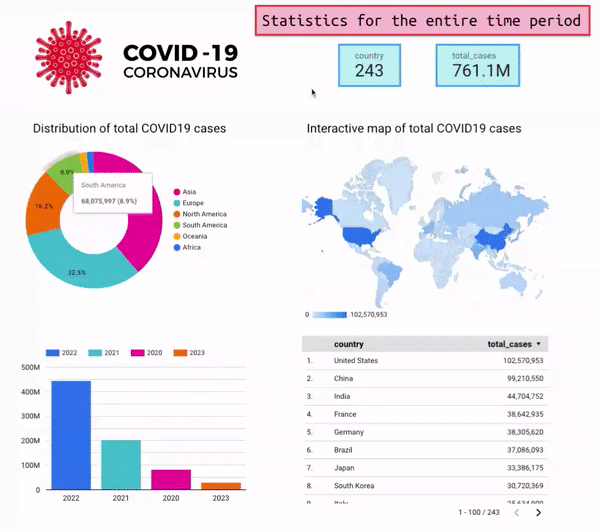 Statistics for the entire time period
COVID-19
CORONAVIRUS
country
243
total_cases
761.1M
Distribution of total COVID19 cases
Interactive map of total COVID19 cases
8.9%
South America
68,075,997 (8.9%)
16.2%
32.5%
Asia
Europe
North America
South America
Oceania
Africa
0 102,570,953
2022 2021 2020 2023
500M
400M
300M
200M
100M
0
2022 2021 2020 2023
country total_cases
1. United States 102,570,953
2. China 99,210,550
3. India 44,704,752
4. France 38,642,935
5. Germany 38,305,620
6. Brazil 37,086,093
7. Japan 33,386,175
8. South Korea 30,720,369
9. Italy
1 - 100 / 243